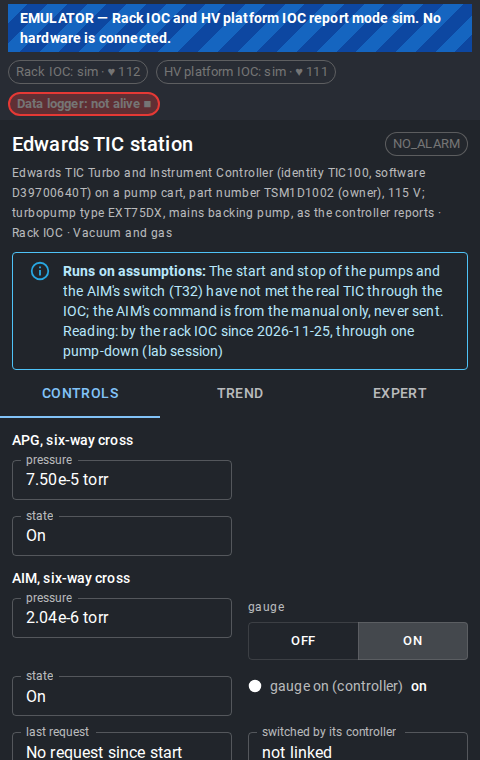 EMULATOR — Rack IOC and HV platform IOC report mode sim. No
hardware is connected.
Rack IOC: sim · ♥ 112
HV platform IOC: sim · ♥ 111
Data logger: not alive ■
Edwards TIC station
NO_ALARM
Edwards TIC Turbo and Instrument Controller (identity TIC100, software
D39700640T) on a pump cart, part number TSM1D1002 (owner), 115 V;
turbopump type EXT75DX, mains backing pump, as the controller reports ·
Rack IOC · Vacuum and gas
Runs on assumptions: The start and stop of the pumps and
the AIM's switch (T32) have not met the real TIC through the
IOC; the AIM's command is from the manual only, never sent.
Reading: by the rack IOC since 2026-11-25, through one
pump-down (lab session)
CONTROLS
TREND
EXPERT
APG, six-way cross
pressure
7.50e-5 torr
state
On
AIM, six-way cross
pressure
2.04e-6 torr
gauge
OFF
ON
state
On
gauge on (controller) on
last request
No request since start
switched by its controller
not linked